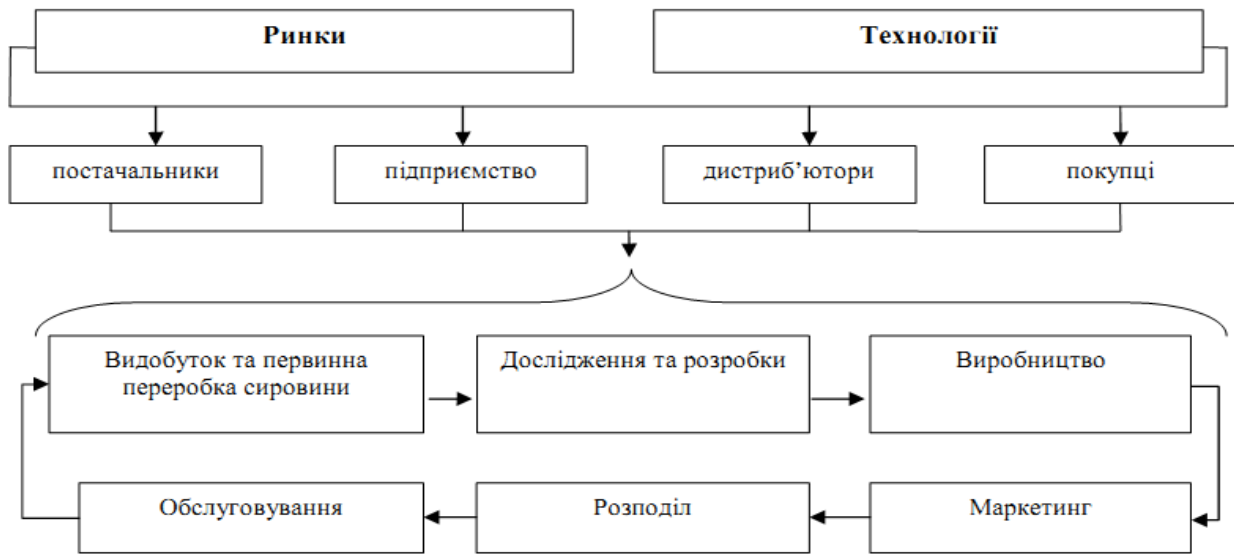 Ринки
Технології
постачальники
підприємство
дистриб’ютори
покупці
Видобуток та первинна
переробка сировини
Дослідження та розробки
Виробництво
Обслуговування
Розподіл
Маркетинг